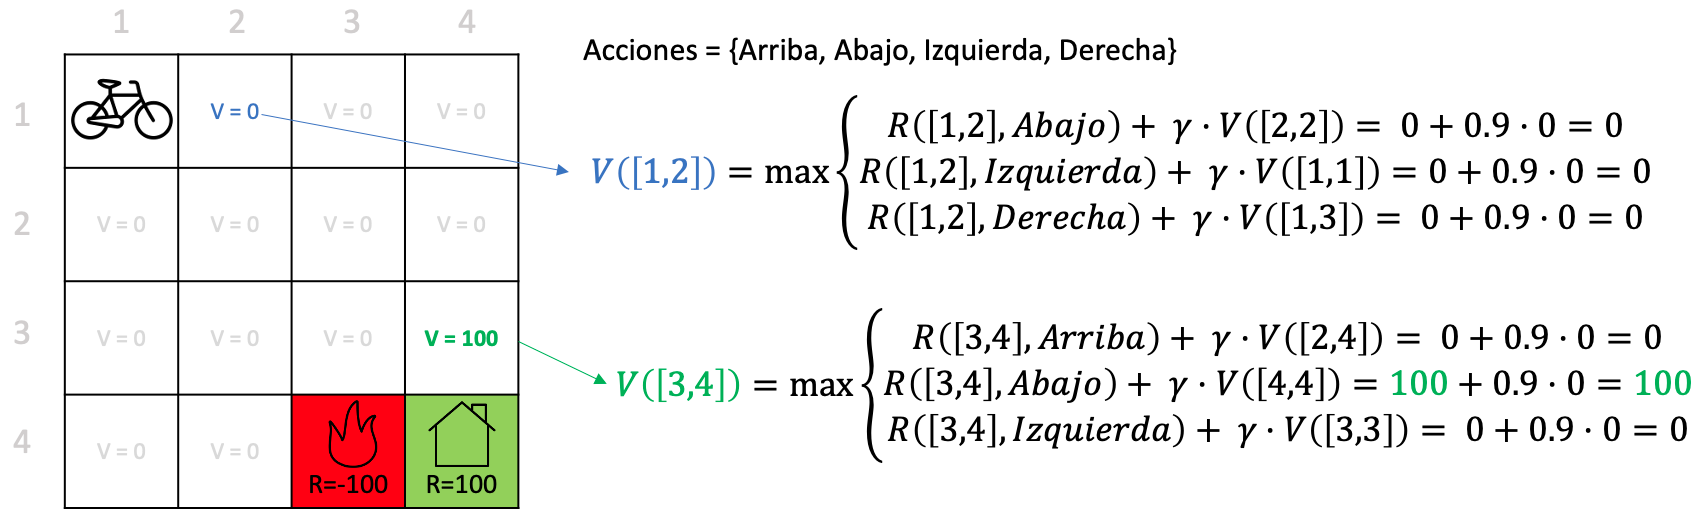 1 2 3 4
Acciones = {Arriba, Abajo, Izquierda, Derecha}
1
V = 0 V = 0 V = 0
V([1,2]) = max
R([1,2], Abajo) + γ · V([2,2]) = 0 + 0.9 · 0 = 0
R([1,2], Izquierda) + γ · V([1,1]) = 0 + 0.9 · 0 = 0
R([1,2], Derecha) + γ · V([1,3]) = 0 + 0.9 · 0 = 0
2
V = 0 V = 0 V = 0 V = 0
3
V = 0 V = 0 V = 0 V = 100
V([3,4]) = max
R([3,4], Arriba) + γ · V([2,4]) = 0 + 0.9 · 0 = 0
R([3,4], Abajo) + γ · V([4,4]) = 100 + 0.9 · 0 = 100
R([3,4], Izquierda) + γ · V([3,3]) = 0 + 0.9 · 0 = 0
4
V = 0 V = 0
R=-100 R=100